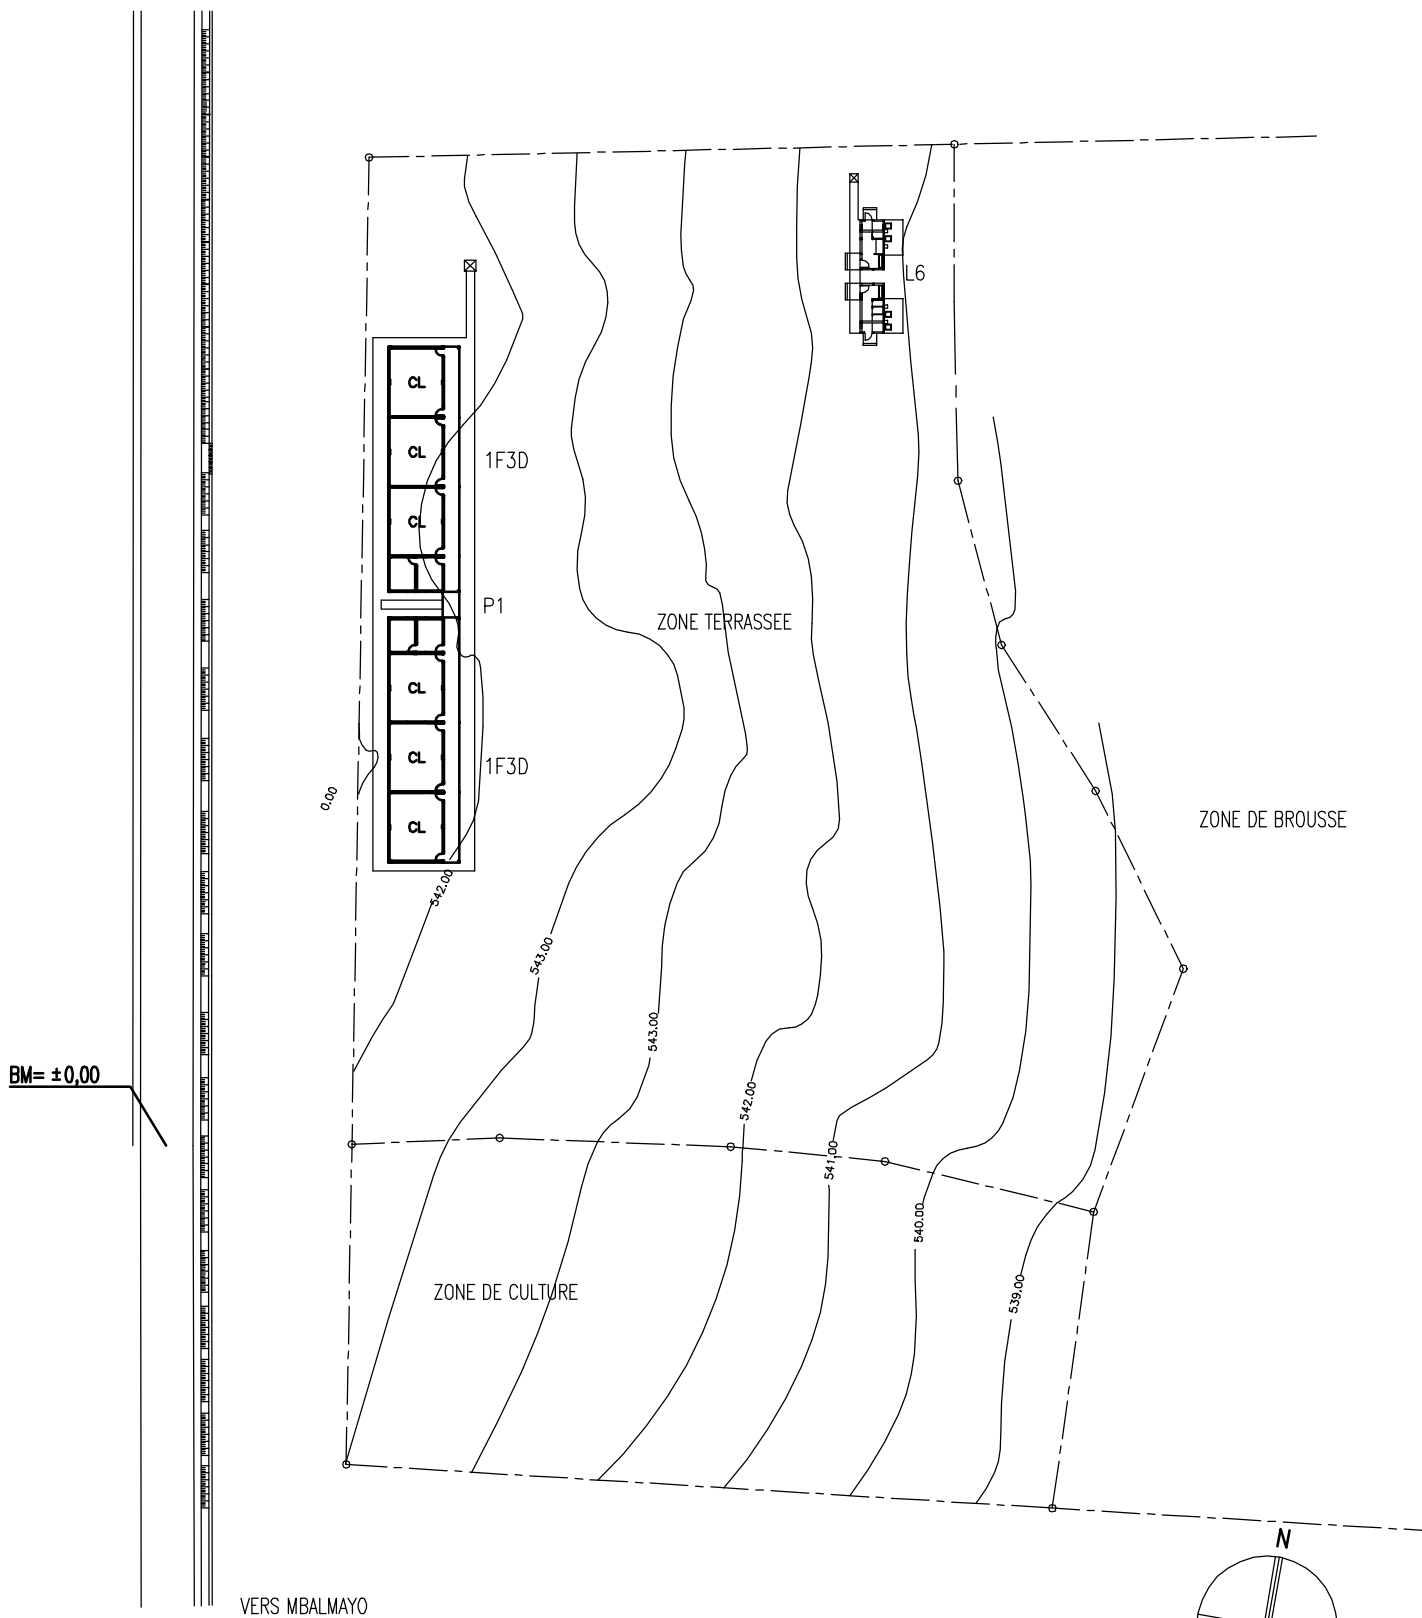 L6
CL
CL
1F3D
CL
P1
ZONE TERRASSEE
CL
CL
1F3D
0.00
CL
ZONE DE BROUSSE
542.00
543.00
543.00
BM= ±0,00
542.00
541.00
540.00
ZONE DE CULTURE
539.00
N
VERS MBALMAYO